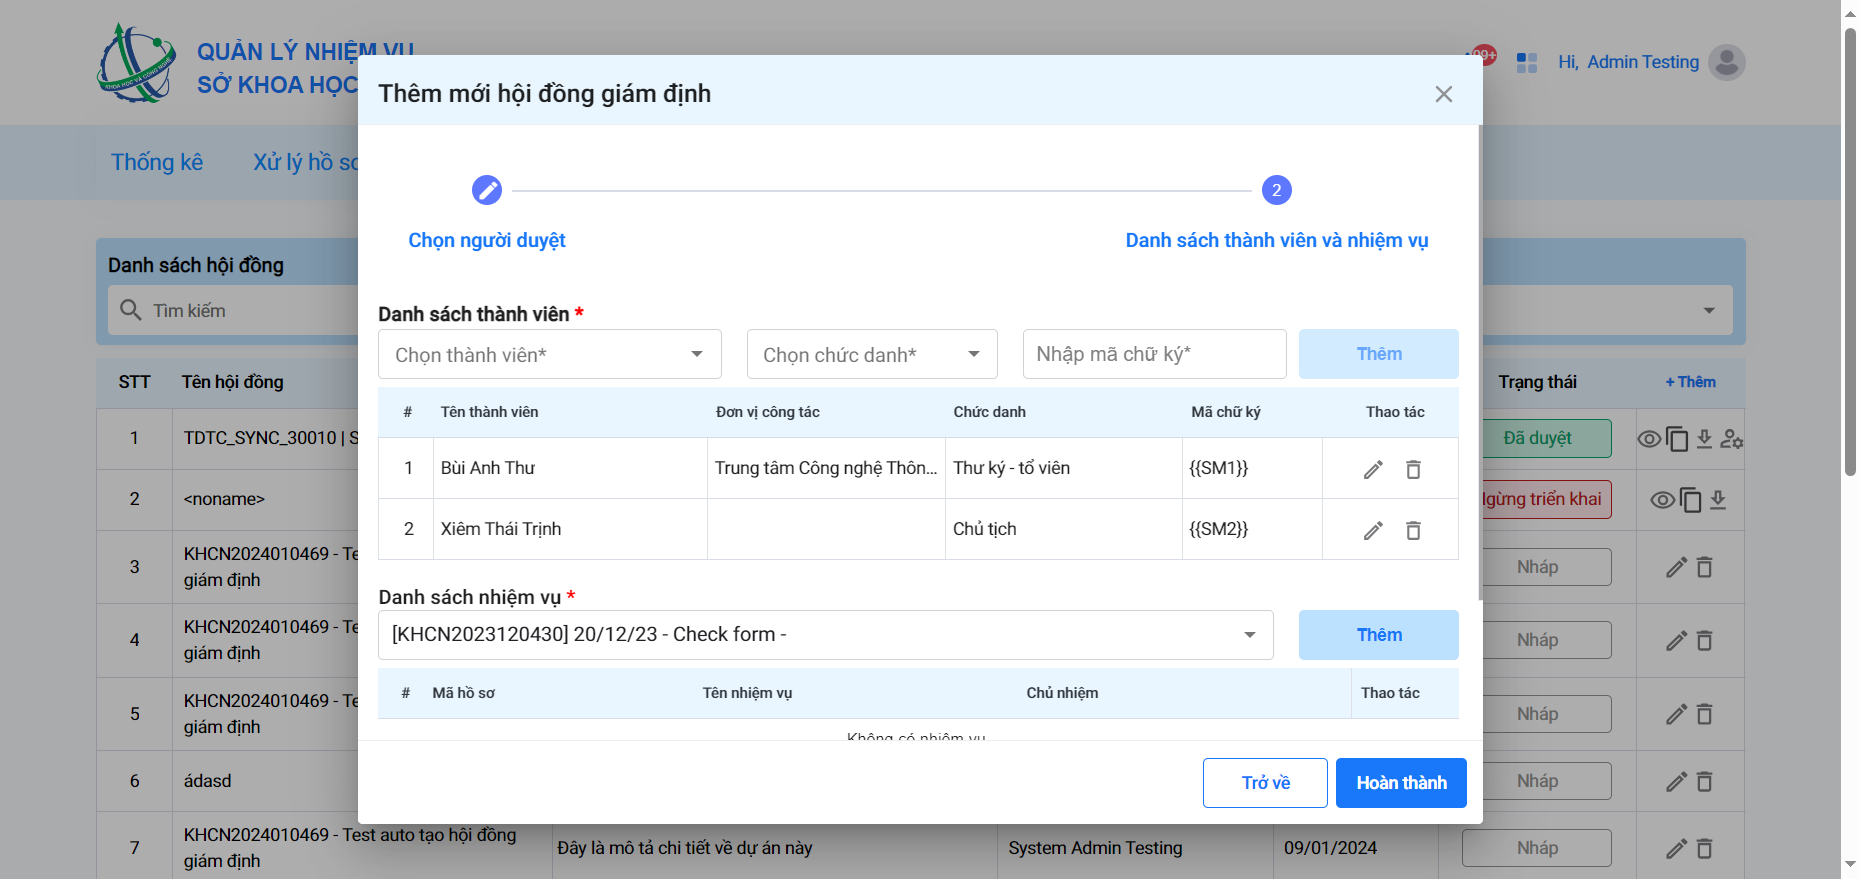 QUẢN LÝ NHIỆM VỤ
SỞ KHOA HỌC
99+
Hi, Admin Testing
Thống kê
Xử lý hồ sơ
Thêm mới hội đồng giám định
2
Chọn người duyệt
Danh sách thành viên và nhiệm vụ
Danh sách hội đồng
Tìm kiếm
Danh sách thành viên *
Chọn thành viên*
Chọn chức danh*
Nhập mã chữ ký*
Thêm
STT Tên hội đồng Trạng thái + Thêm
# Tên thành viên Đơn vị công tác Chức danh Mã chữ ký Thao tác
1 TDTC_SYNC_30010 | S Đã duyệt
1 Bùi Anh Thư Trung tâm Công nghệ Thôn... Thư ký - tổ viên {{SM1}}
2 <noname> gừng triển khai
2 Xiêm Thái Trịnh Chủ tịch {{SM2}}
3 KHCN2024010469 - Te
giám định
Nháp
Danh sách nhiệm vụ *
[KHCN2023120430] 20/12/23 - Check form -
Thêm
4 KHCN2024010469 - Te
giám định
Nháp
# Mã hồ sơ Tên nhiệm vụ Chủ nhiệm Thao tác
Không có nhiệm vụ
5 KHCN2024010469 - Te
giám định
Nháp
6 ádasd Nháp
Trở về
Hoàn thành
7 KHCN2024010469 - Test auto tạo hội đồng
giám định
Đây là mô tả chi tiết về dự án này System Admin Testing 09/01/2024 Nháp